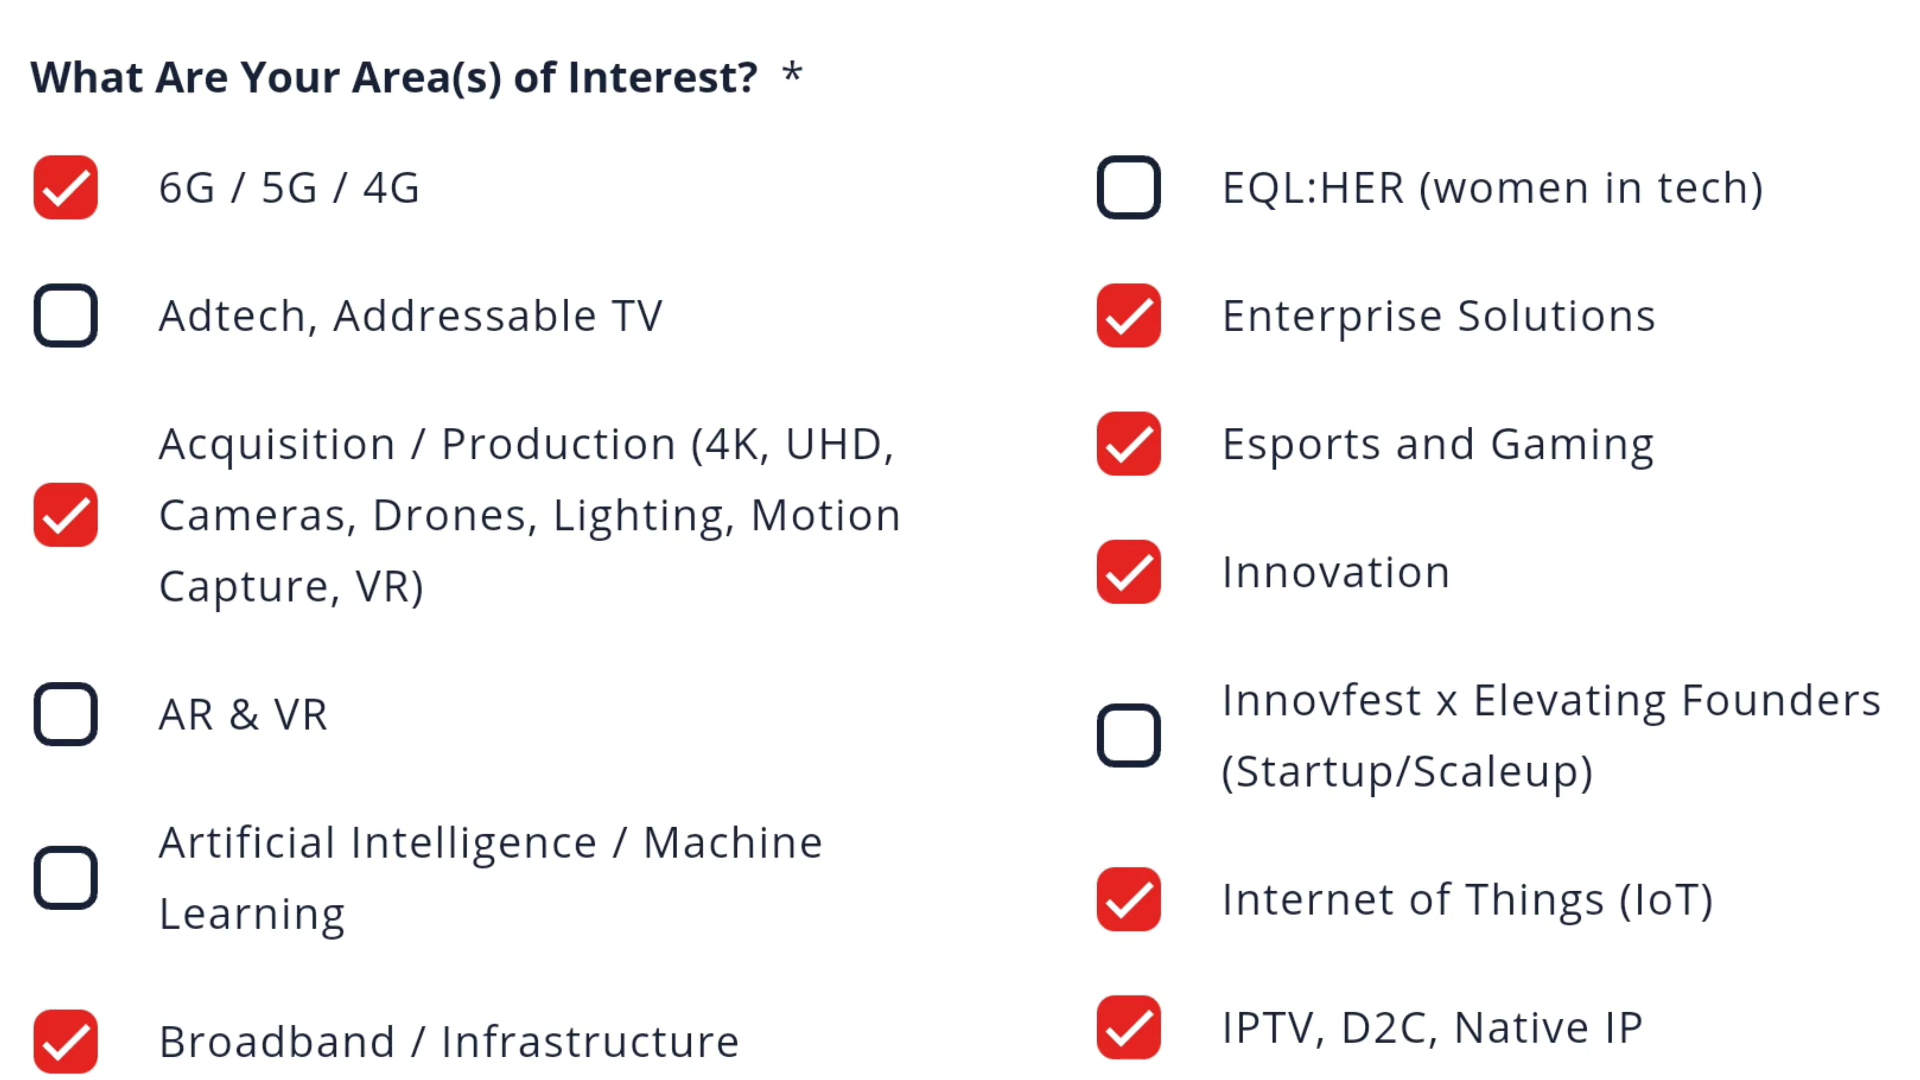 What Are Your Area(s) of Interest? *
6G / 5G / 4G
Adtech, Addressable TV
Acquisition / Production (4K, UHD,
Cameras, Drones, Lighting, Motion
Capture, VR)
AR & VR
Artificial Intelligence / Machine
Learning
Broadband / Infrastructure
EQL:HER (women in tech)
Enterprise Solutions
Esports and Gaming
Innovation
Innovfest x Elevating Founders
(Startup/Scaleup)
Internet of Things (IoT)
IPTV, D2C, Native IP